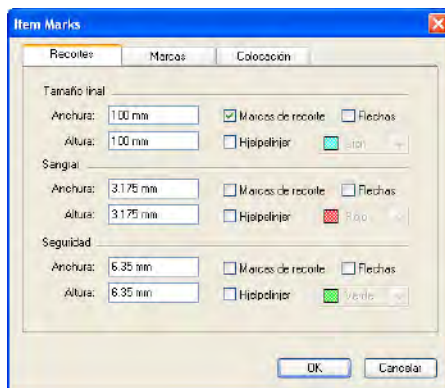 Item Marks
Recortes Marcas Colocación
Tamaño final
Anchura: 100 mm Marcas de recorte Flechas
Altura: 100 mm Hjelpelinjer Cian
Sangral
Anchura: 3.175 mm Marcas de recorte Flechas
Altura: 3.175 mm Hjelpelinjer Rojo
Seguridad
Anchura: 6.35 mm Marcas de recorte Flechas
Altura: 6.35 mm Hjelpelinjer Verde
OK Cancelar